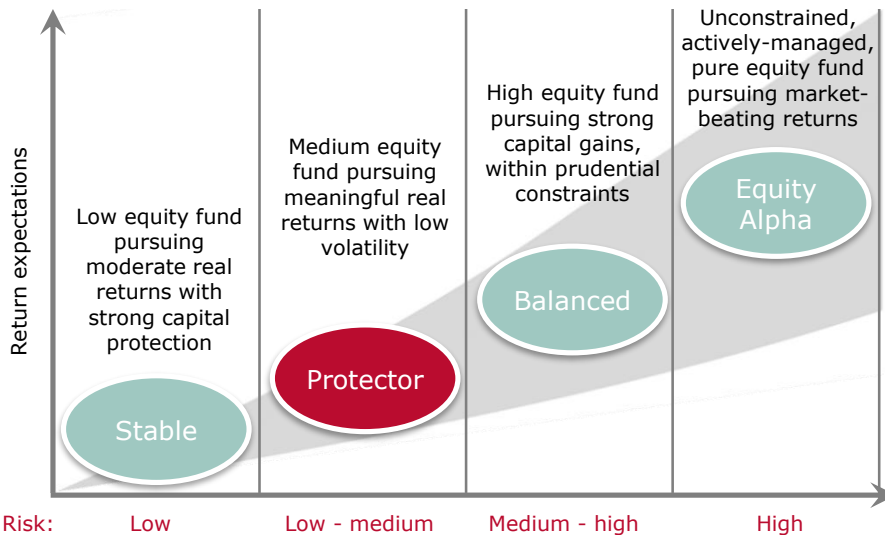 Return expectations
Low equity fund
pursuing
moderate real
returns with
strong capital
protection
Stable
Medium equity
fund pursuing
meaningful real
returns with low
volatility
Protector
High equity fund
pursuing strong
capital gains,
within prudential
constraints
Balanced
Unconstrained,
actively-managed,
pure equity fund
pursuing market-
beating returns
Equity
Alpha
Risk:
Low
Low - medium
Medium - high
High